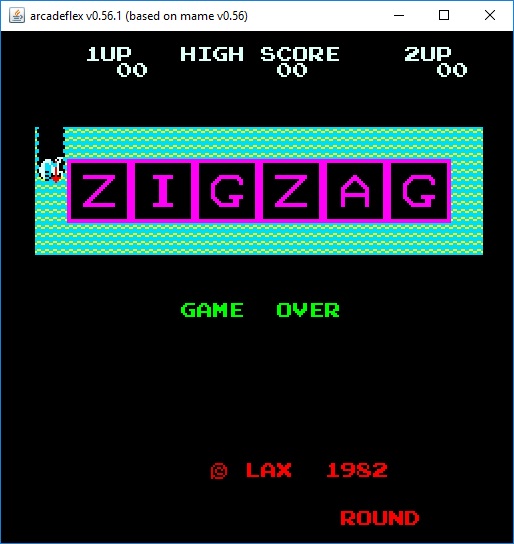 arcadeflex v0.56.1 (based on mame v0.56)
1UP HIGH SCORE 2UP
00 00 00
ZIGZAG
GAME OVER
@ LAX 1982
ROUND